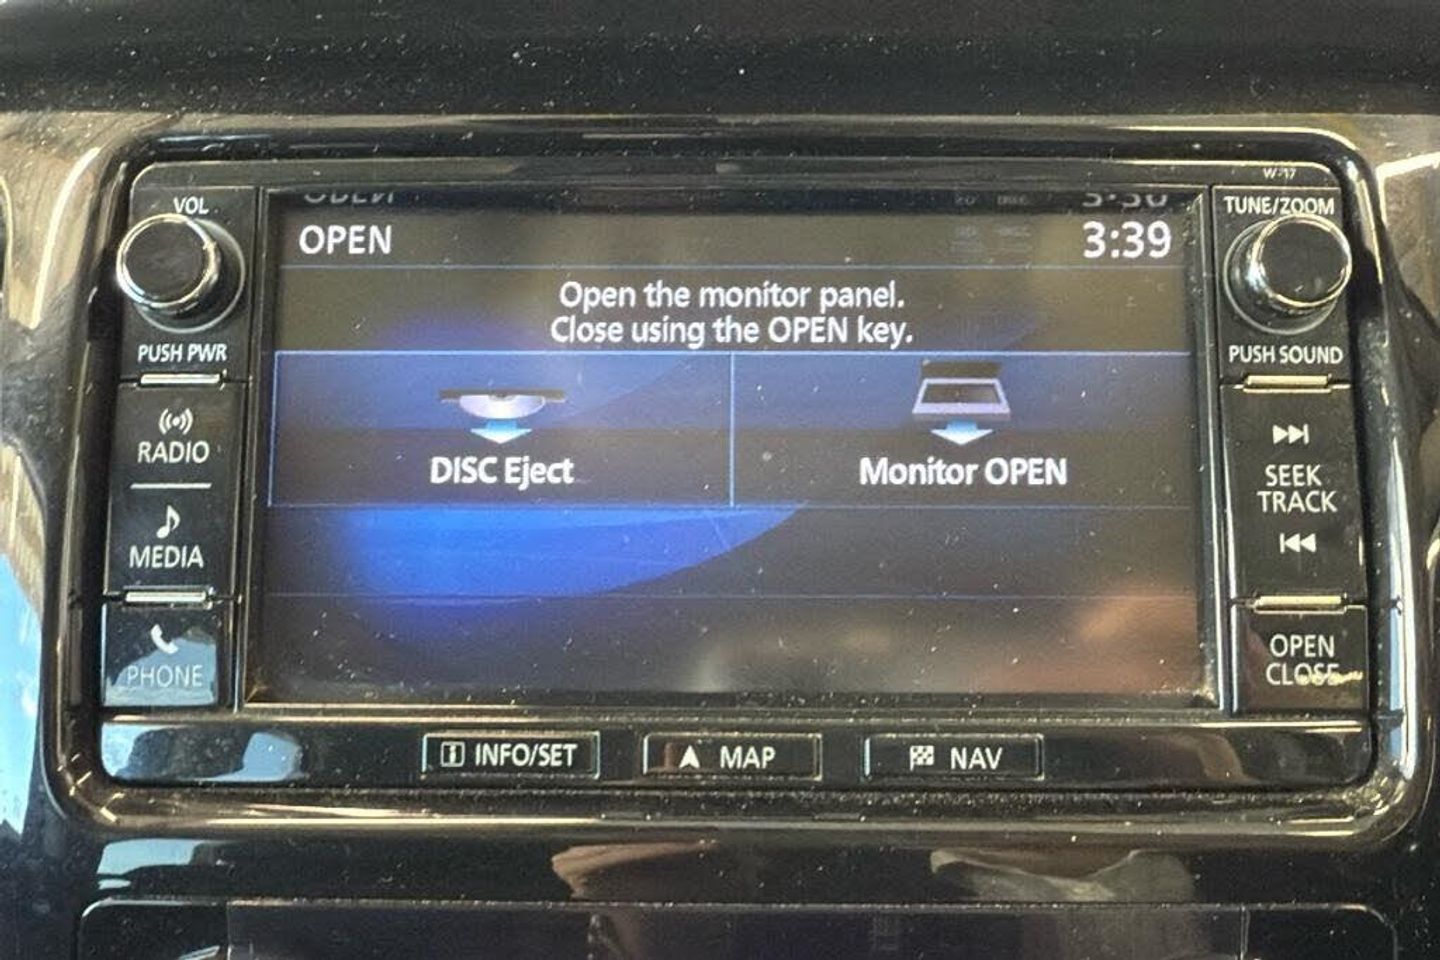 W-17
VOL
TUNE/ZOOM
OPEN
3:39
Open the monitor panel.
Close using the OPEN key.
PUSH PWR
PUSH SOUND
RADIO
MEDIA
PHONE
DISC Eject
Monitor OPEN
SEEK
TRACK
OPEN
CLOSE
INFO/SET
MAP
NAV